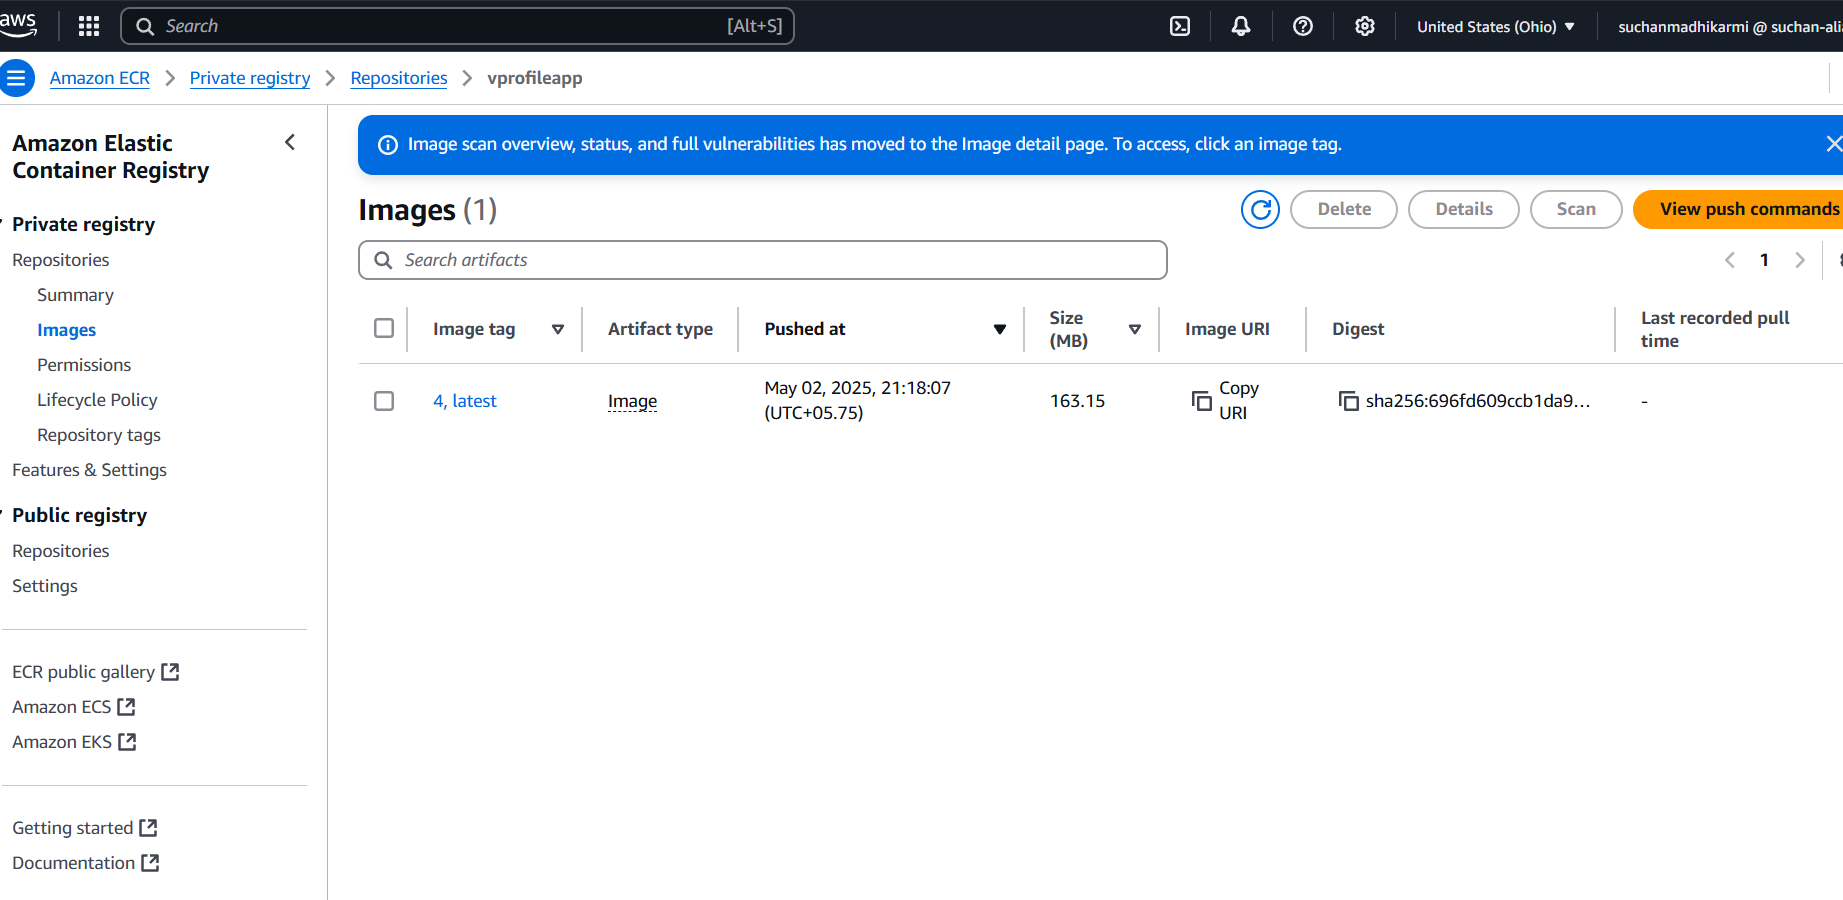 aws
Search [Alt+S]
United States (Ohio)
suchanmadhikarmi @ suchan-ali
Amazon ECR
Private registry
Repositories
vprofileapp
Amazon Elastic
Container Registry
Private registry
Repositories
Summary
Images
Permissions
Lifecycle Policy
Repository tags
Features & Settings
Public registry
Repositories
Settings
ECR public gallery
Amazon ECS
Amazon EKS
Getting started
Documentation
Image scan overview, status, and full vulnerabilities has moved to the Image detail page. To access, click an image tag.
Images (1)
Delete
Details
Scan
View push commands
Search artifacts
1
Image tag
Artifact type
Pushed at
Size
(MB)
Image URI
Digest
Last recorded pull
time
4, latest
Image
May 02, 2025, 21:18:07
(UTC+05.75)
163.15
Copy
URI
sha256:696fd609ccb1da9...
-